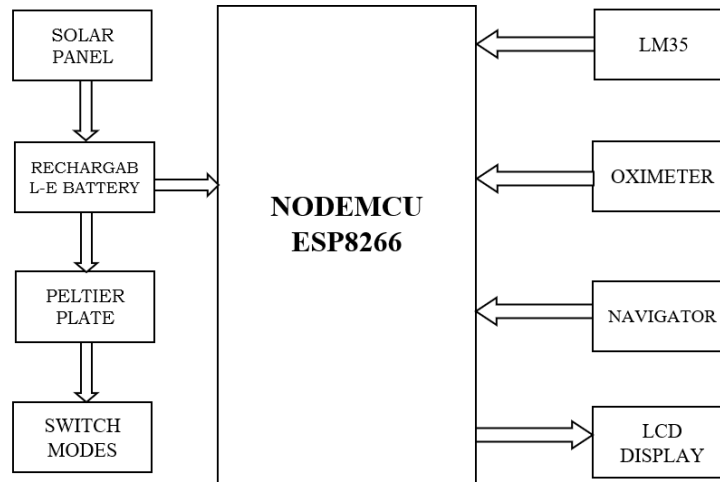 SOLAR
PANEL
RECHARGAB
L-E BATTERY
PELTIER
PLATE
SWITCH
MODES
NODEMCU
ESP8266
LM35
OXIMETER
NAVIGATOR
LCD
DISPLAY